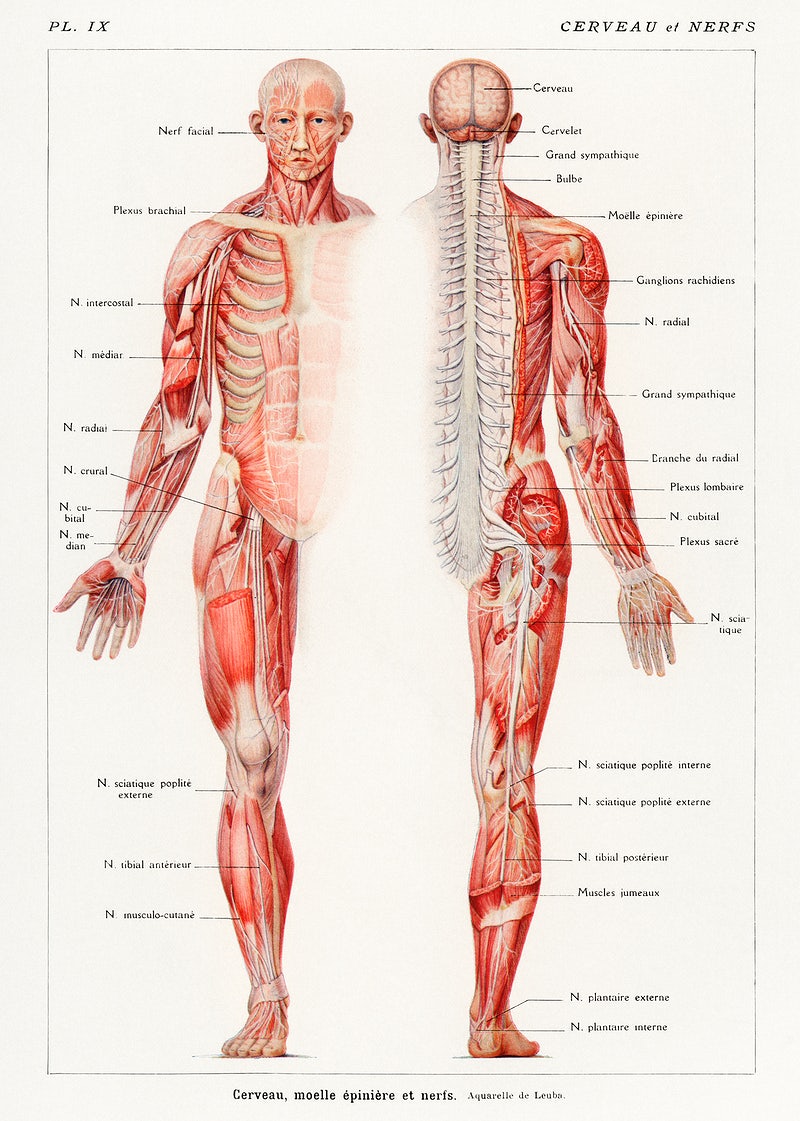 PL. IX
CERVEAU et NERFS
Nerf facial
Plexus brachial
N. intercostal
N. médiar
N. radial
N. crural
N. cu-
bital
N. me-
dian
N. sciatique poplité
externe
N. tibial antérieur
N. musculo-cutané
Cerveau
Cervelet
Grand sympathique
Bulbe
Moëlle épinière
Ganglions rachidiens
N. radial
Grand sympathique
Branche du radial
Plexus lombaire
N. cubital
Plexus sacré
N. scia-
tique
N. sciatique poplité interne
N. sciatique poplité externe
N. tibial postérieur
Muscles jumeaux
N. plantaire externe
N. plantaire interne
Cerveau, moelle épinière et nerfs. Aquarelle de Leuba.